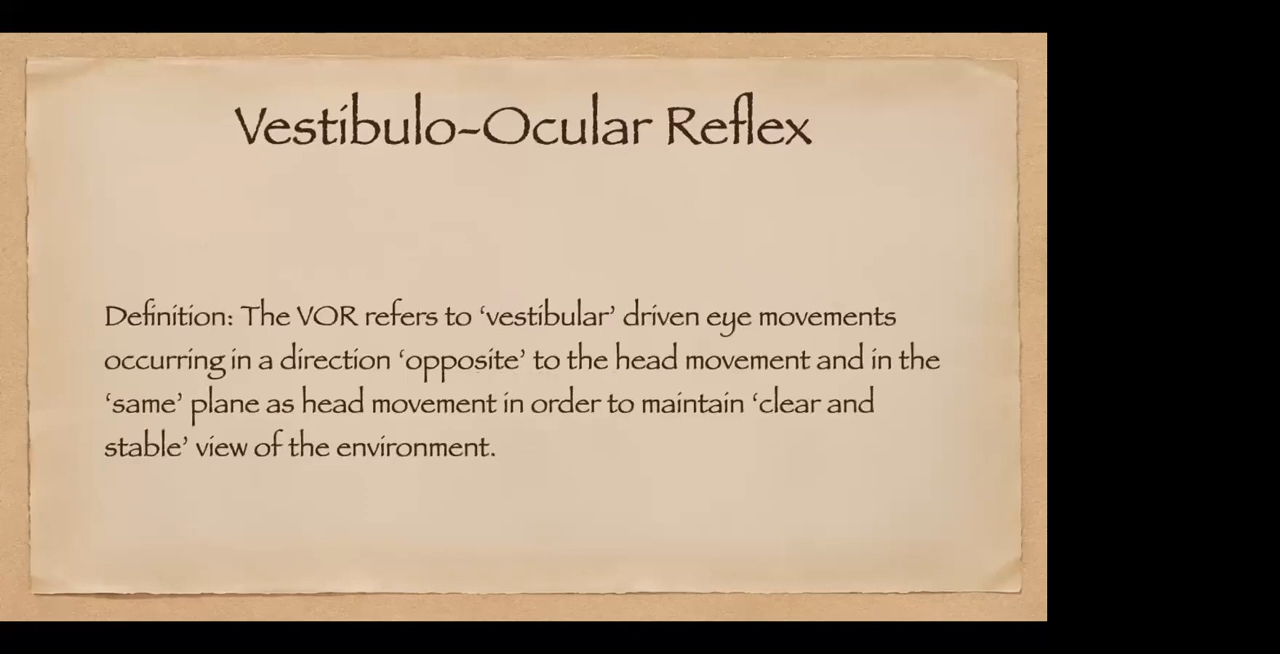 Vestibulo-Ocular Reflex
Definition: The VOR refers to ‘vestibular’ driven eye movements
occurring in a direction ‘opposite’ to the head movement and in the
‘same’ plane as head movement in order to maintain ‘clear and
stable’ view of the environment.